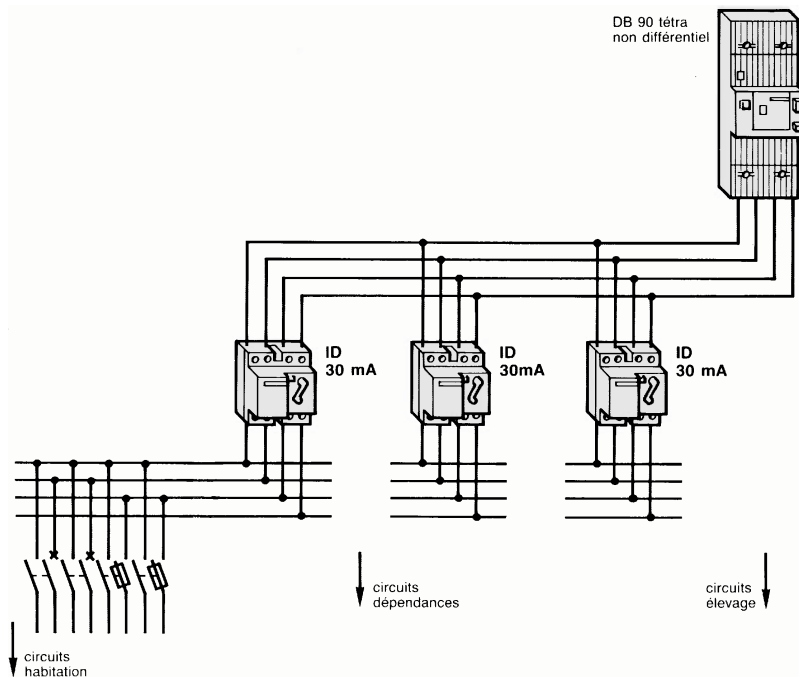 DB 90 tétra
non différentiel
ID
30 mA
ID
30mA
ID
30 mA
circuits
dépendances
circuits
élevage
circuits
habitation